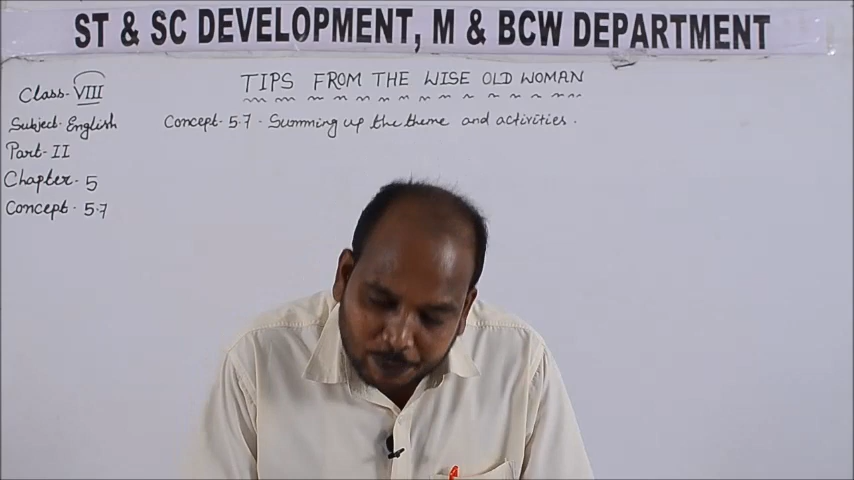 ST & SC DEVELOPMENT, M & BCW DEPARTMENT
TIPS FROM THE WISE OLD WOMAN
Class- VIII
Subject- English
Part- II
Chapter- 5
Concept- 5.7
Concept- 5.7 - Summing up the theme and activities.